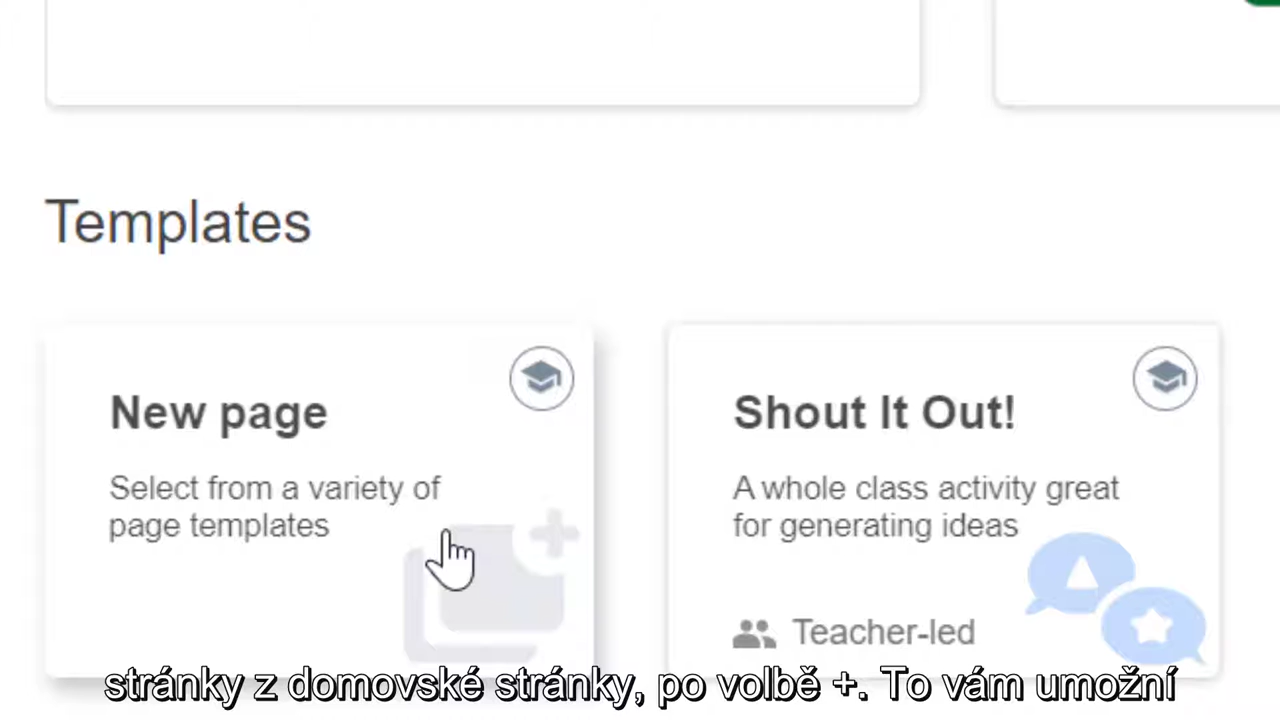 Templates
New page
Select from a variety of
page templates
Shout It Out!
A whole class activity great
for generating ideas
Teacher-led
stránky z domovské stránky, po volbě +. To vám umožní